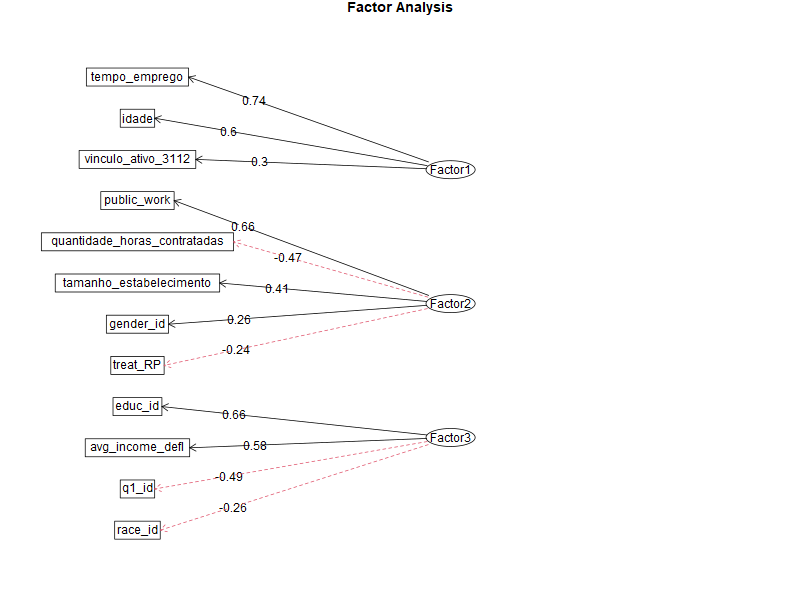 Factor Analysis
tempo_emprego
0.74
idade
0.6
vinculo_ativo_3112
0.3
Factor1
public_work
0.66
quantidade_horas_contratadas
-0.47
tamanho_estabelecimento
0.41
Factor2
gender_id
0.26
treat_RP
-0.24
educ_id
0.66
avg_income_defl
0.58
Factor3
q1_id
-0.49
race_id
-0.26